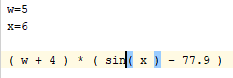 w=5
x=6
( w + 4 ) * ( sin( x ) - 77.9 )